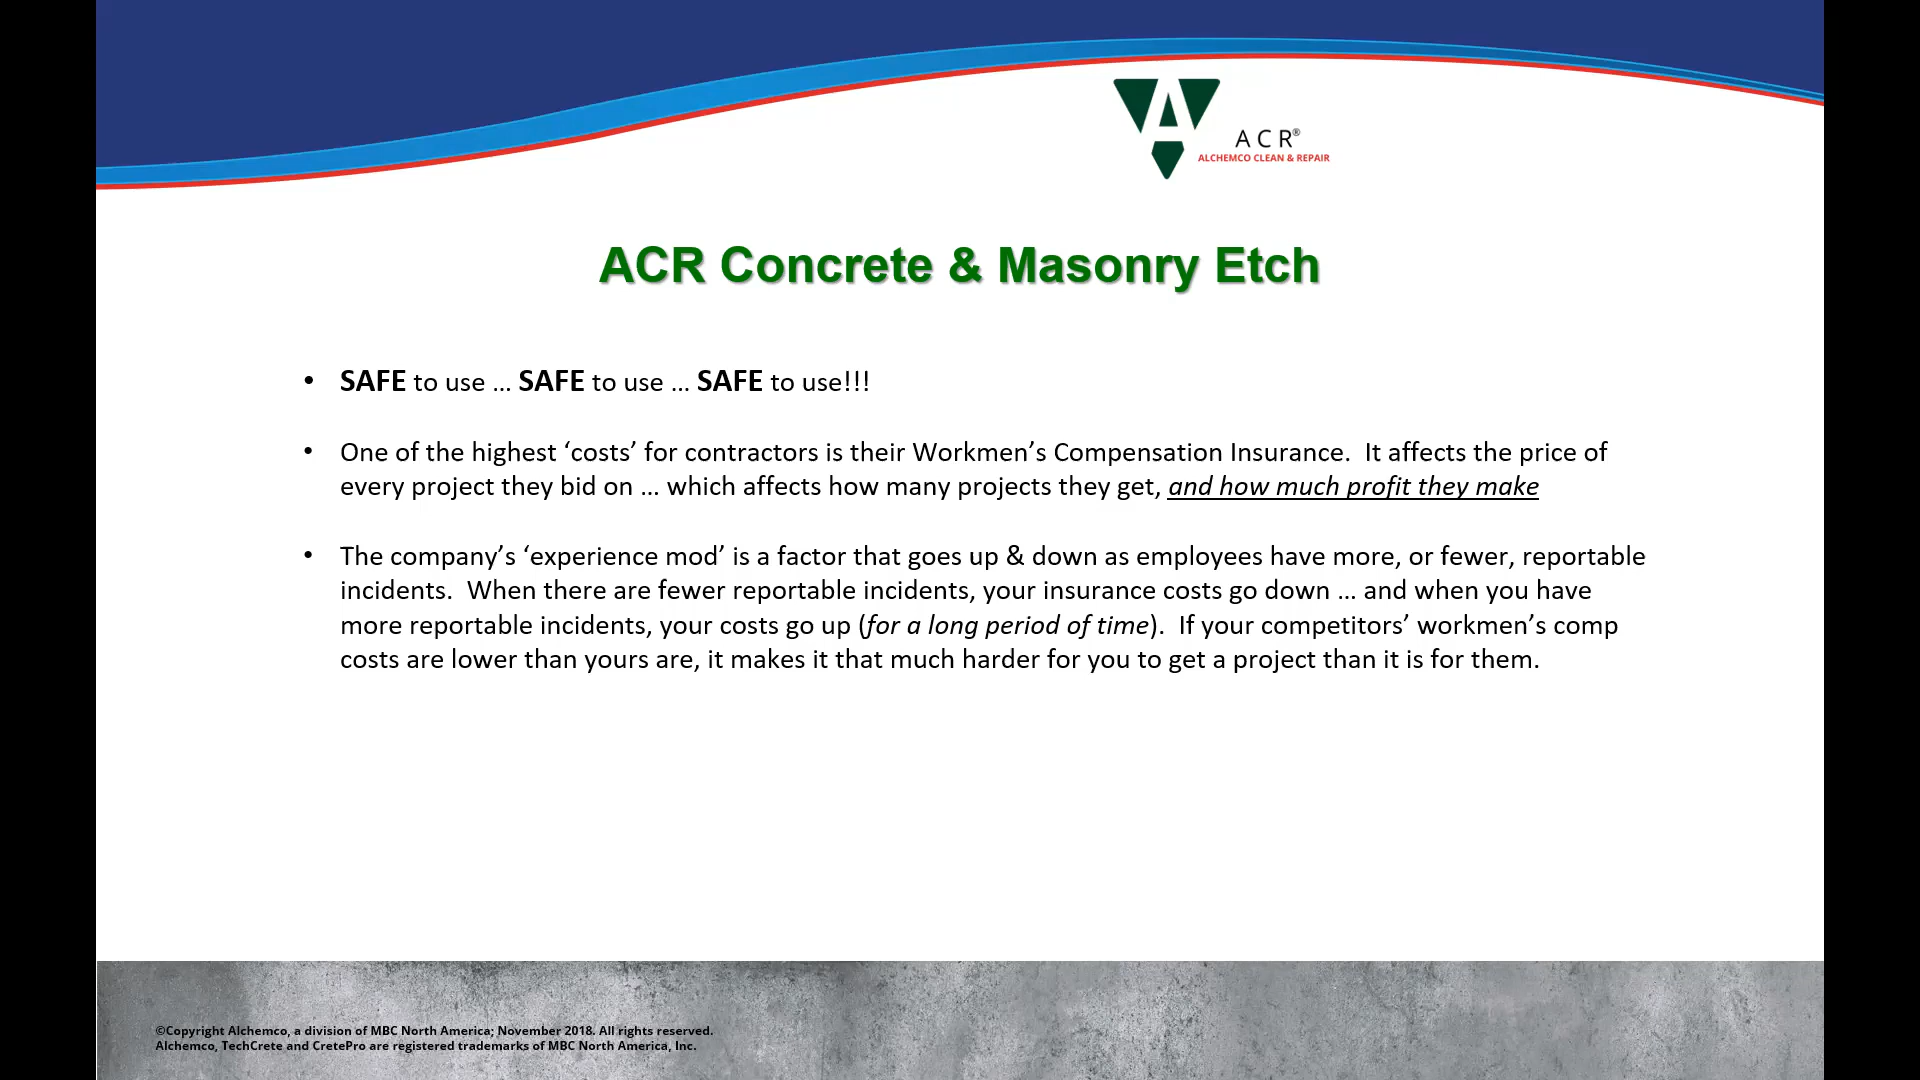 A C R®
ALCHEMCO CLEAN & REPAIR
ACR Concrete & Masonry Etch
• SAFE to use … SAFE to use … SAFE to use!!!
• One of the highest ‘costs’ for contractors is their Workmen’s Compensation Insurance.  It affects the price of
every project they bid on … which affects how many projects they get, and how much profit they make
• The company’s ‘experience mod’ is a factor that goes up & down as employees have more, or fewer, reportable
incidents.  When there are fewer reportable incidents, your insurance costs go down … and when you have
more reportable incidents, your costs go up (for a long period of time).  If your competitors’ workmen’s comp
costs are lower than yours are, it makes it that much harder for you to get a project than it is for them.
©Copyright Alchemco, a division of MBC North America; November 2018. All rights reserved.
Alchemco, TechCrete and CretePro are registered trademarks of MBC North America, Inc.